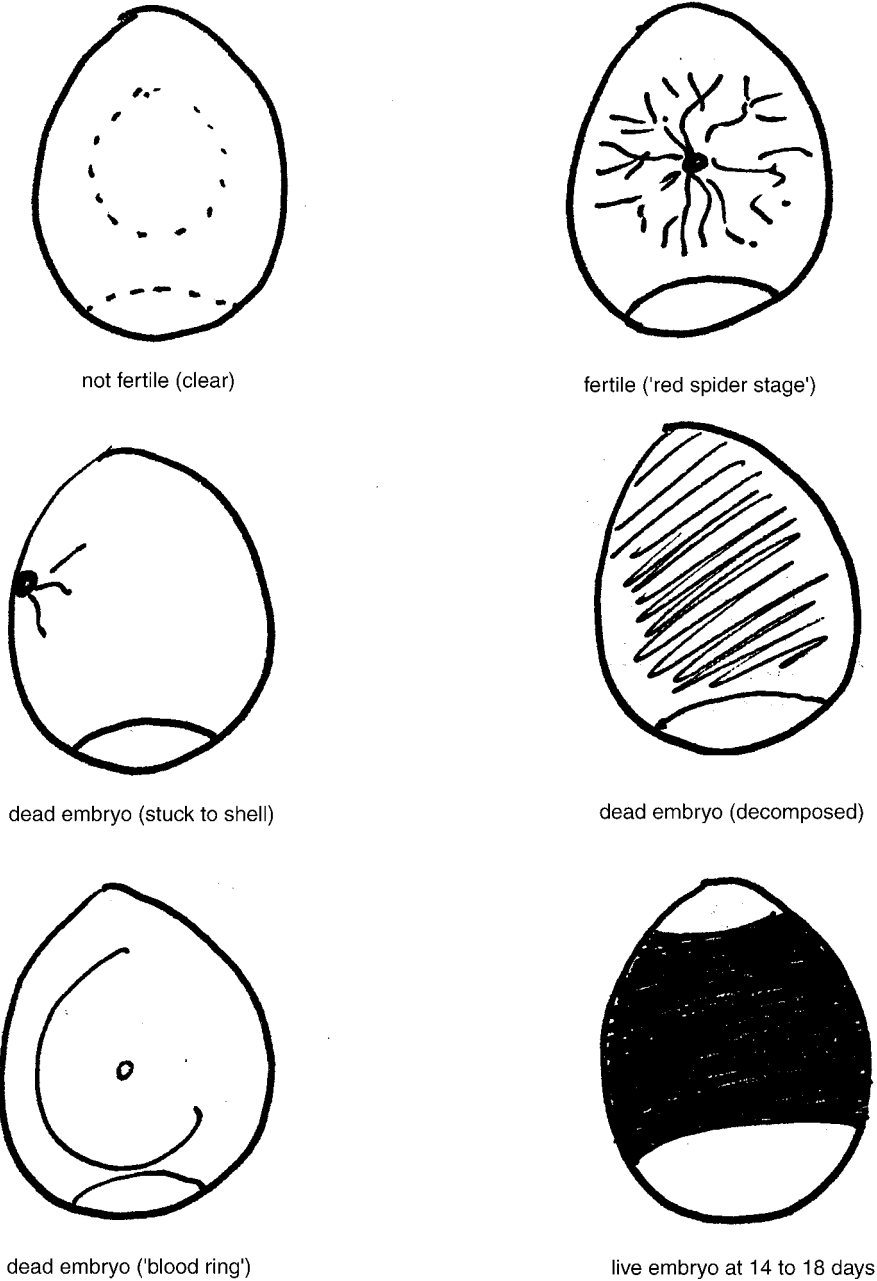 not fertile (clear)
fertile ('red spider stage')
dead embryo (stuck to shell)
dead embryo (decomposed)
dead embryo ('blood ring')
live embryo at 14 to 18 days